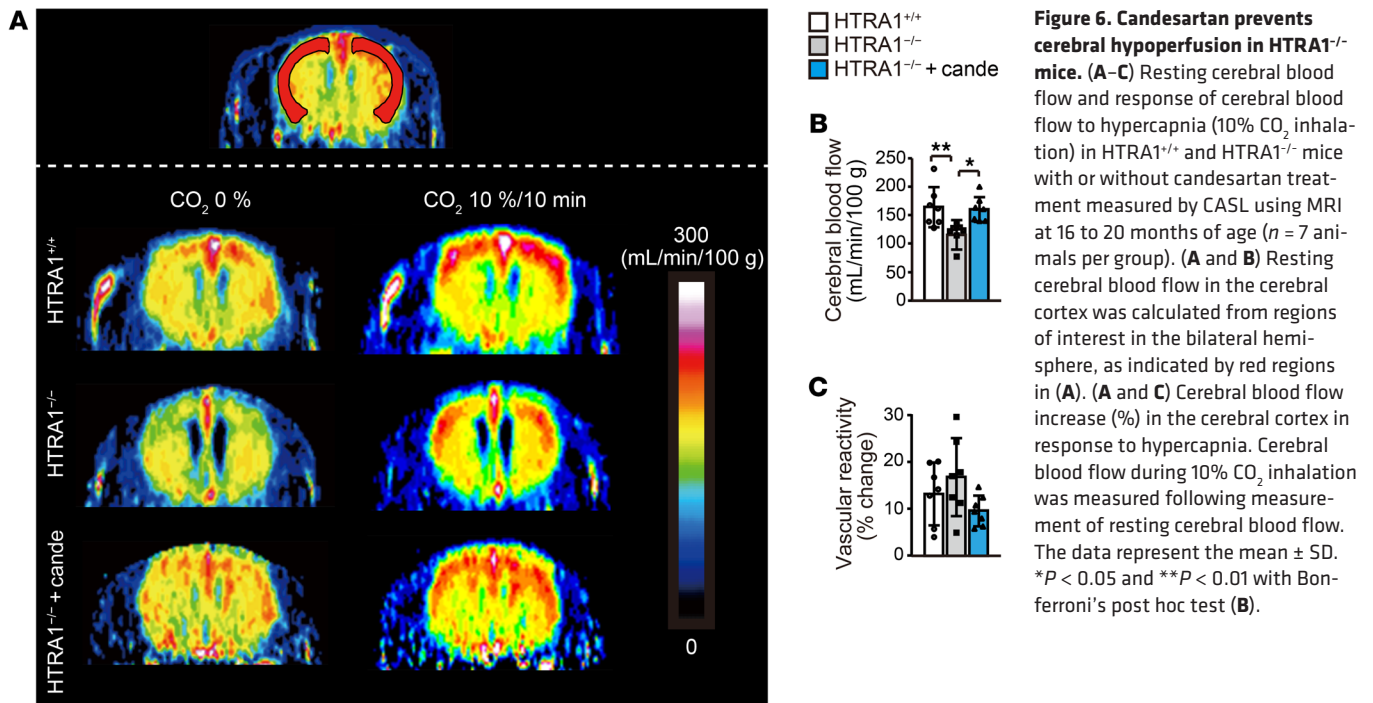 A
CO₂ 0 %
CO₂ 10 %/10 min
HTRA1⁺/⁺
HTRA1⁻/⁻
HTRA1⁻/⁻ + cande
300
(mL/min/100 g)
0
HTRA1⁺/⁺
HTRA1⁻/⁻
HTRA1⁻/⁻ + cande
B
Cerebral blood flow
(mL/min/100 g)
250
200
150
100
50
0
**
*
C
Vascular reactivity
(% change)
30
20
10
0
Figure 6. Candesartan prevents
cerebral hypoperfusion in HTRA1⁻/⁻
mice. (A–C) Resting cerebral blood
flow and response of cerebral blood
flow to hypercapnia (10% CO₂ inhala-
tion) in HTRA1⁺/⁺ and HTRA1⁻/⁻ mice
with or without candesartan treat-
ment measured by CASL using MRI
at 16 to 20 months of age (n = 7 ani-
mals per group). (A and B) Resting
cerebral blood flow in the cerebral
cortex was calculated from regions
of interest in the bilateral hemi-
sphere, as indicated by red regions
in (A). (A and C) Cerebral blood flow
increase (%) in the cerebral cortex in
response to hypercapnia. Cerebral
blood flow during 10% CO₂ inhalation
was measured following measure-
ment of resting cerebral blood flow.
The data represent the mean ± SD.
*P < 0.05 and **P < 0.01 with Bon-
ferroni's post hoc test (B).